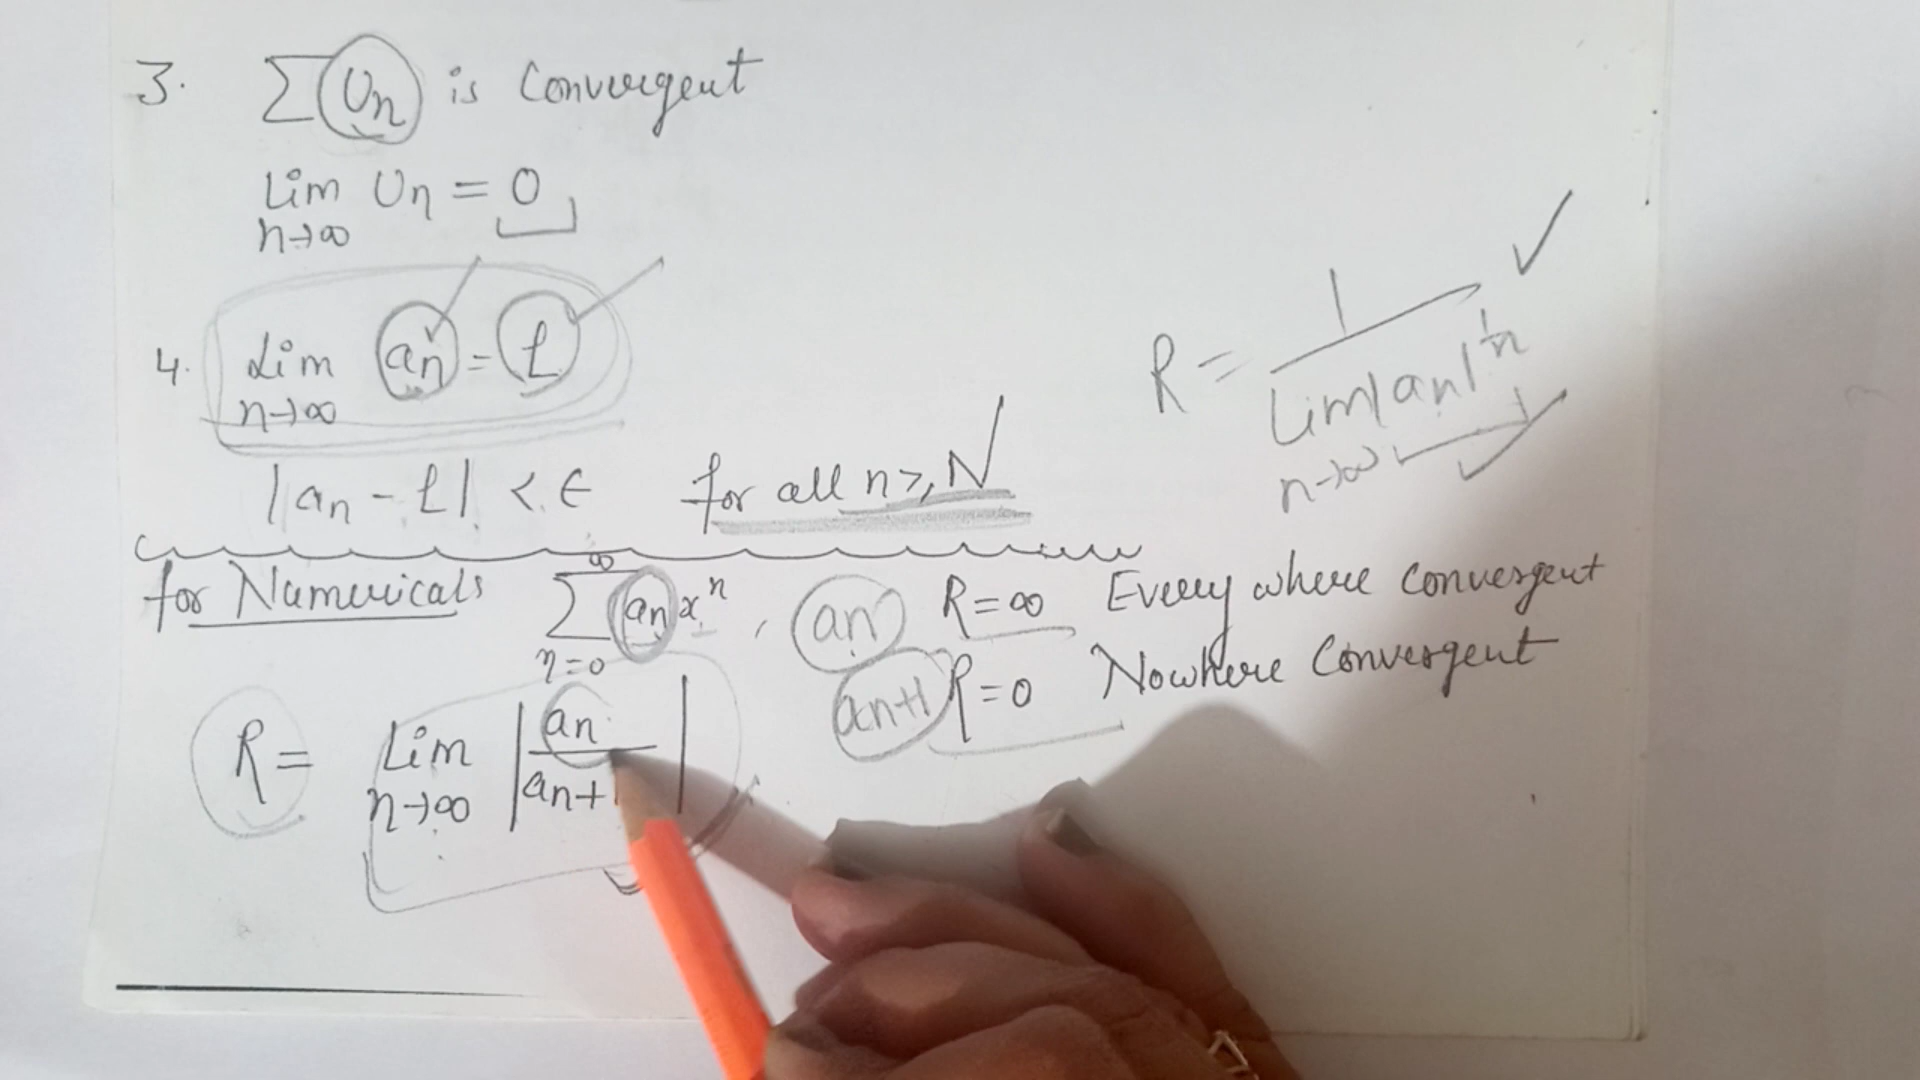 3. ∑ Un is Convergent
Lim Un = 0
n→∞
4. Lim an = L
n→∞
|an - L| < ϵ for all n ≥ N
R = 1
Lim |an|^1/n
n→∞
for Numericals ∞ ∑ n=0 an x^n , an R = ∞ Every where convergent
an+1 R = 0 Nowhere Convergent
R = Lim n→∞ | an / an+1 |